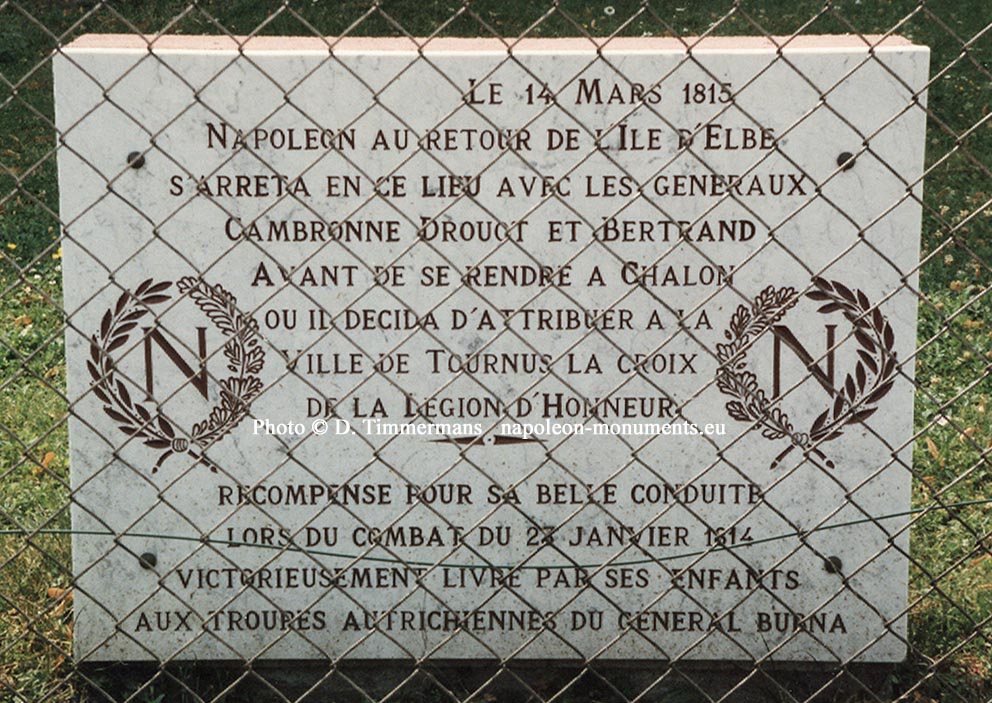 Le 14 Mars 1815
Napoleon au retour de l'Ile d'Elbe
s'arreta en ce lieu avec les generaux
Cambronne Drouot et Bertrand
Avant de se rendre a Chalon
ou il decida d'attribuer a la
N
N
Ville de Tournus la croix
de la Legion d'Honneur
Photo © D. Timmermans napoleon-monuments.eu
recompense pour sa belle conduite
lors du combat du 23 janvier 1814
victorieusement livre par ses enfants
aux troupes autrichiennes du general Bubna